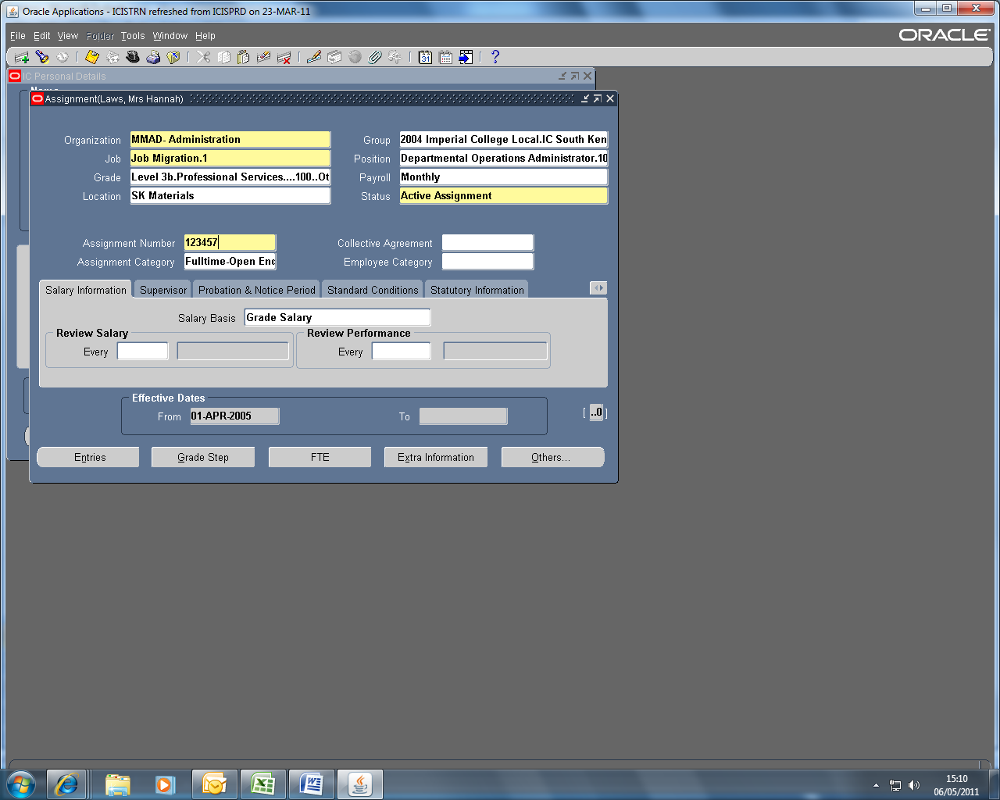 Oracle Applications - ICISTRN refreshed from ICISPRD on 23-MAR-11
File Edit View Folder Tools Window Help
ORACLE
IC Personal Details
Assignment(Laws, Mrs Hannah)
Organization MMAD- Administration Group 2004 Imperial College Local.IC South Ken
Job Job Migration.1 Position Departmental Operations Administrator.10
Grade Level 3b.Professional Services....100..Ot Payroll Monthly
Location SK Materials Status Active Assignment
Assignment Number 123457 Collective Agreement
Assignment Category Fulltime-Open End Employee Category
Salary Information Supervisor Probation & Notice Period Standard Conditions Statutory Information
Salary Basis Grade Salary
Review Salary Review Performance
Every Every
Effective Dates
From 01-APR-2005 To [ ..0 ]
Entries Grade Step FTE Extra Information Others...
15:10
06/05/2011